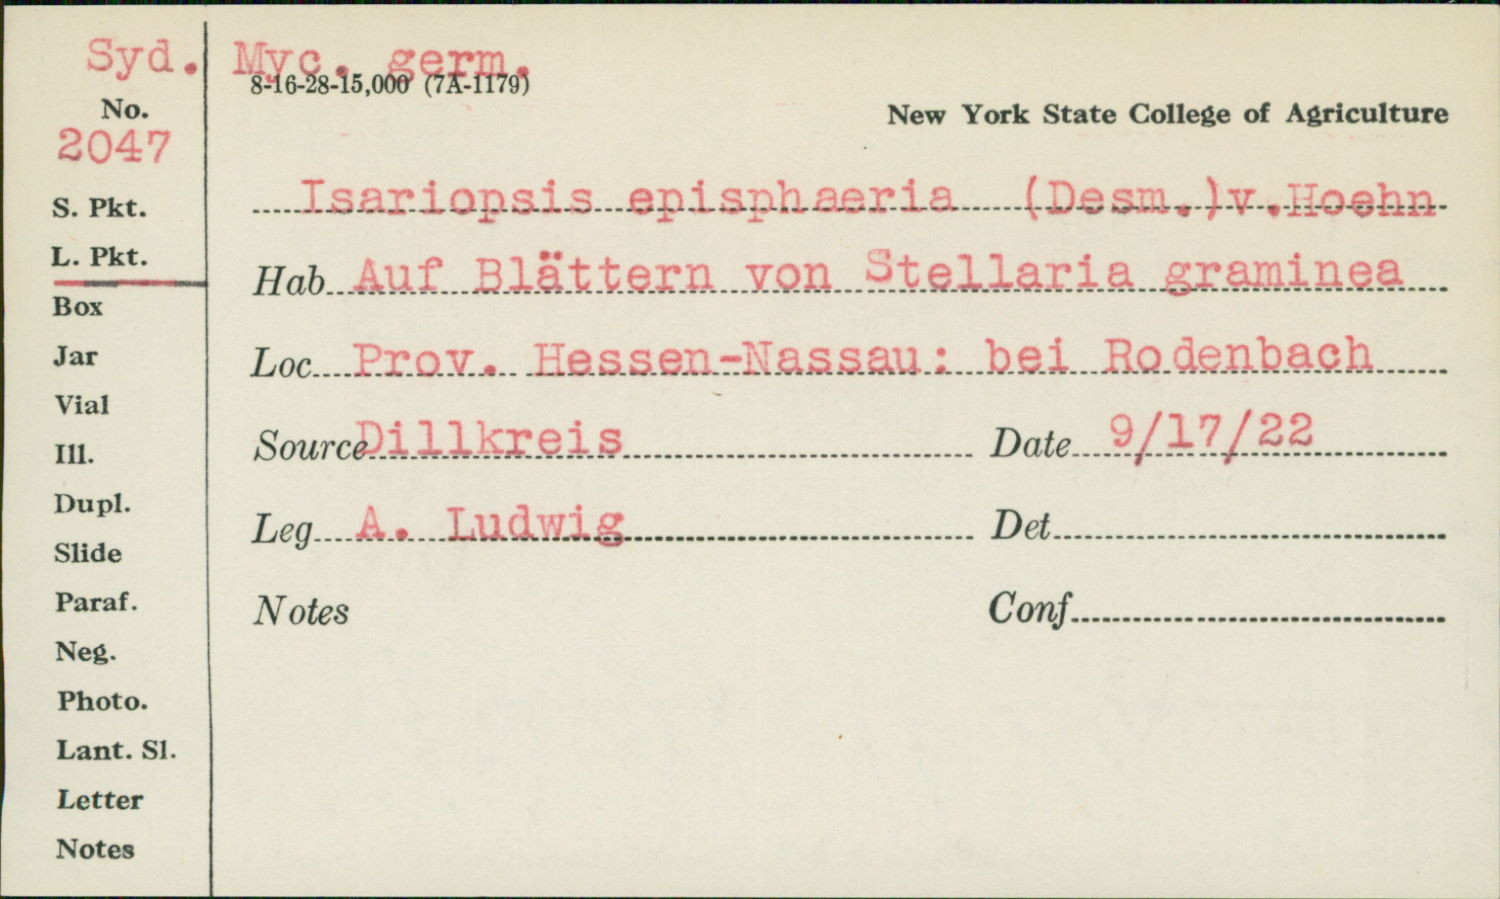 Syd. Myc. germ.
8-16-28-15,000 (7A-1179)
No.
2047
New York State College of Agriculture
S. Pkt.
L. Pkt.
Box
Jar
Vial
Ill.
Dupl.
Slide
Paraf.
Neg.
Photo.
Lant. Sl.
Letter
Notes
Isariopsis episphaeria (Desm.)v.Hoehn
Hab. Auf Blättern von Stellaria graminea
Loc. Prov. Hessen-Nassau: bei Rodenbach
Source Dillkreis Date 9/17/22
Leg. A. Ludwig Det.
Notes Conf.